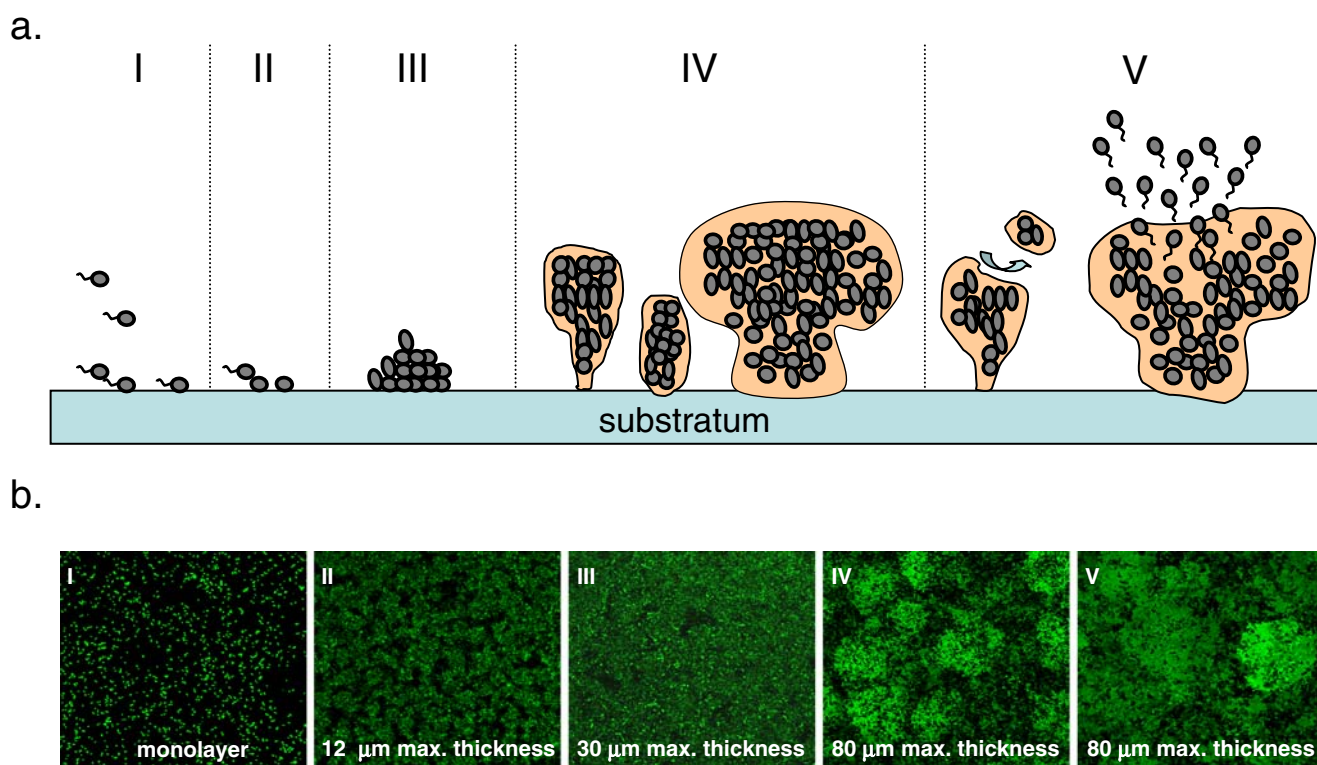 a.
I II III IV V
substratum
b.
I II III IV V
monolayer 12 μm max. thickness 30 μm max. thickness 80 μm max. thickness 80 μm max. thickness